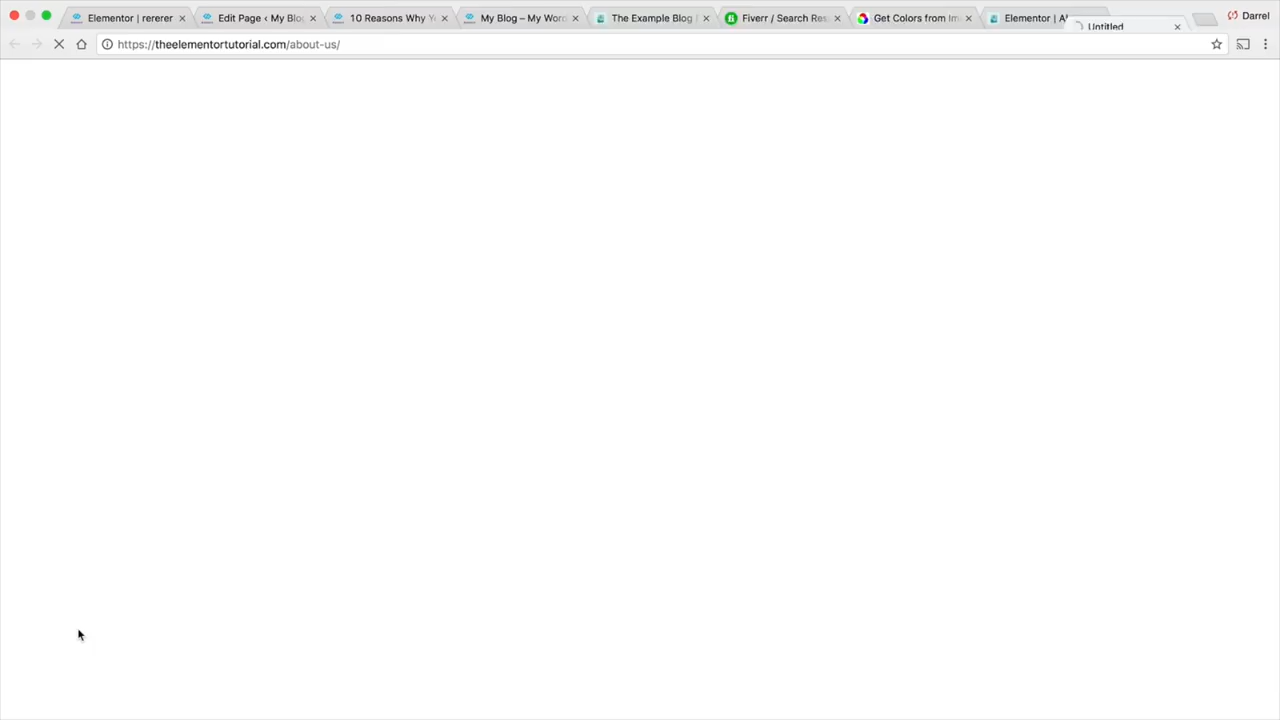 Elementor | rererer
Edit Page ‹ My Blog
10 Reasons Why Y
My Blog – My Word
The Example Blog |
Fiverr / Search Res
Get Colors from Im
Elementor | Al
Untitled
Darrel
https://theelementortutorial.com/about-us/